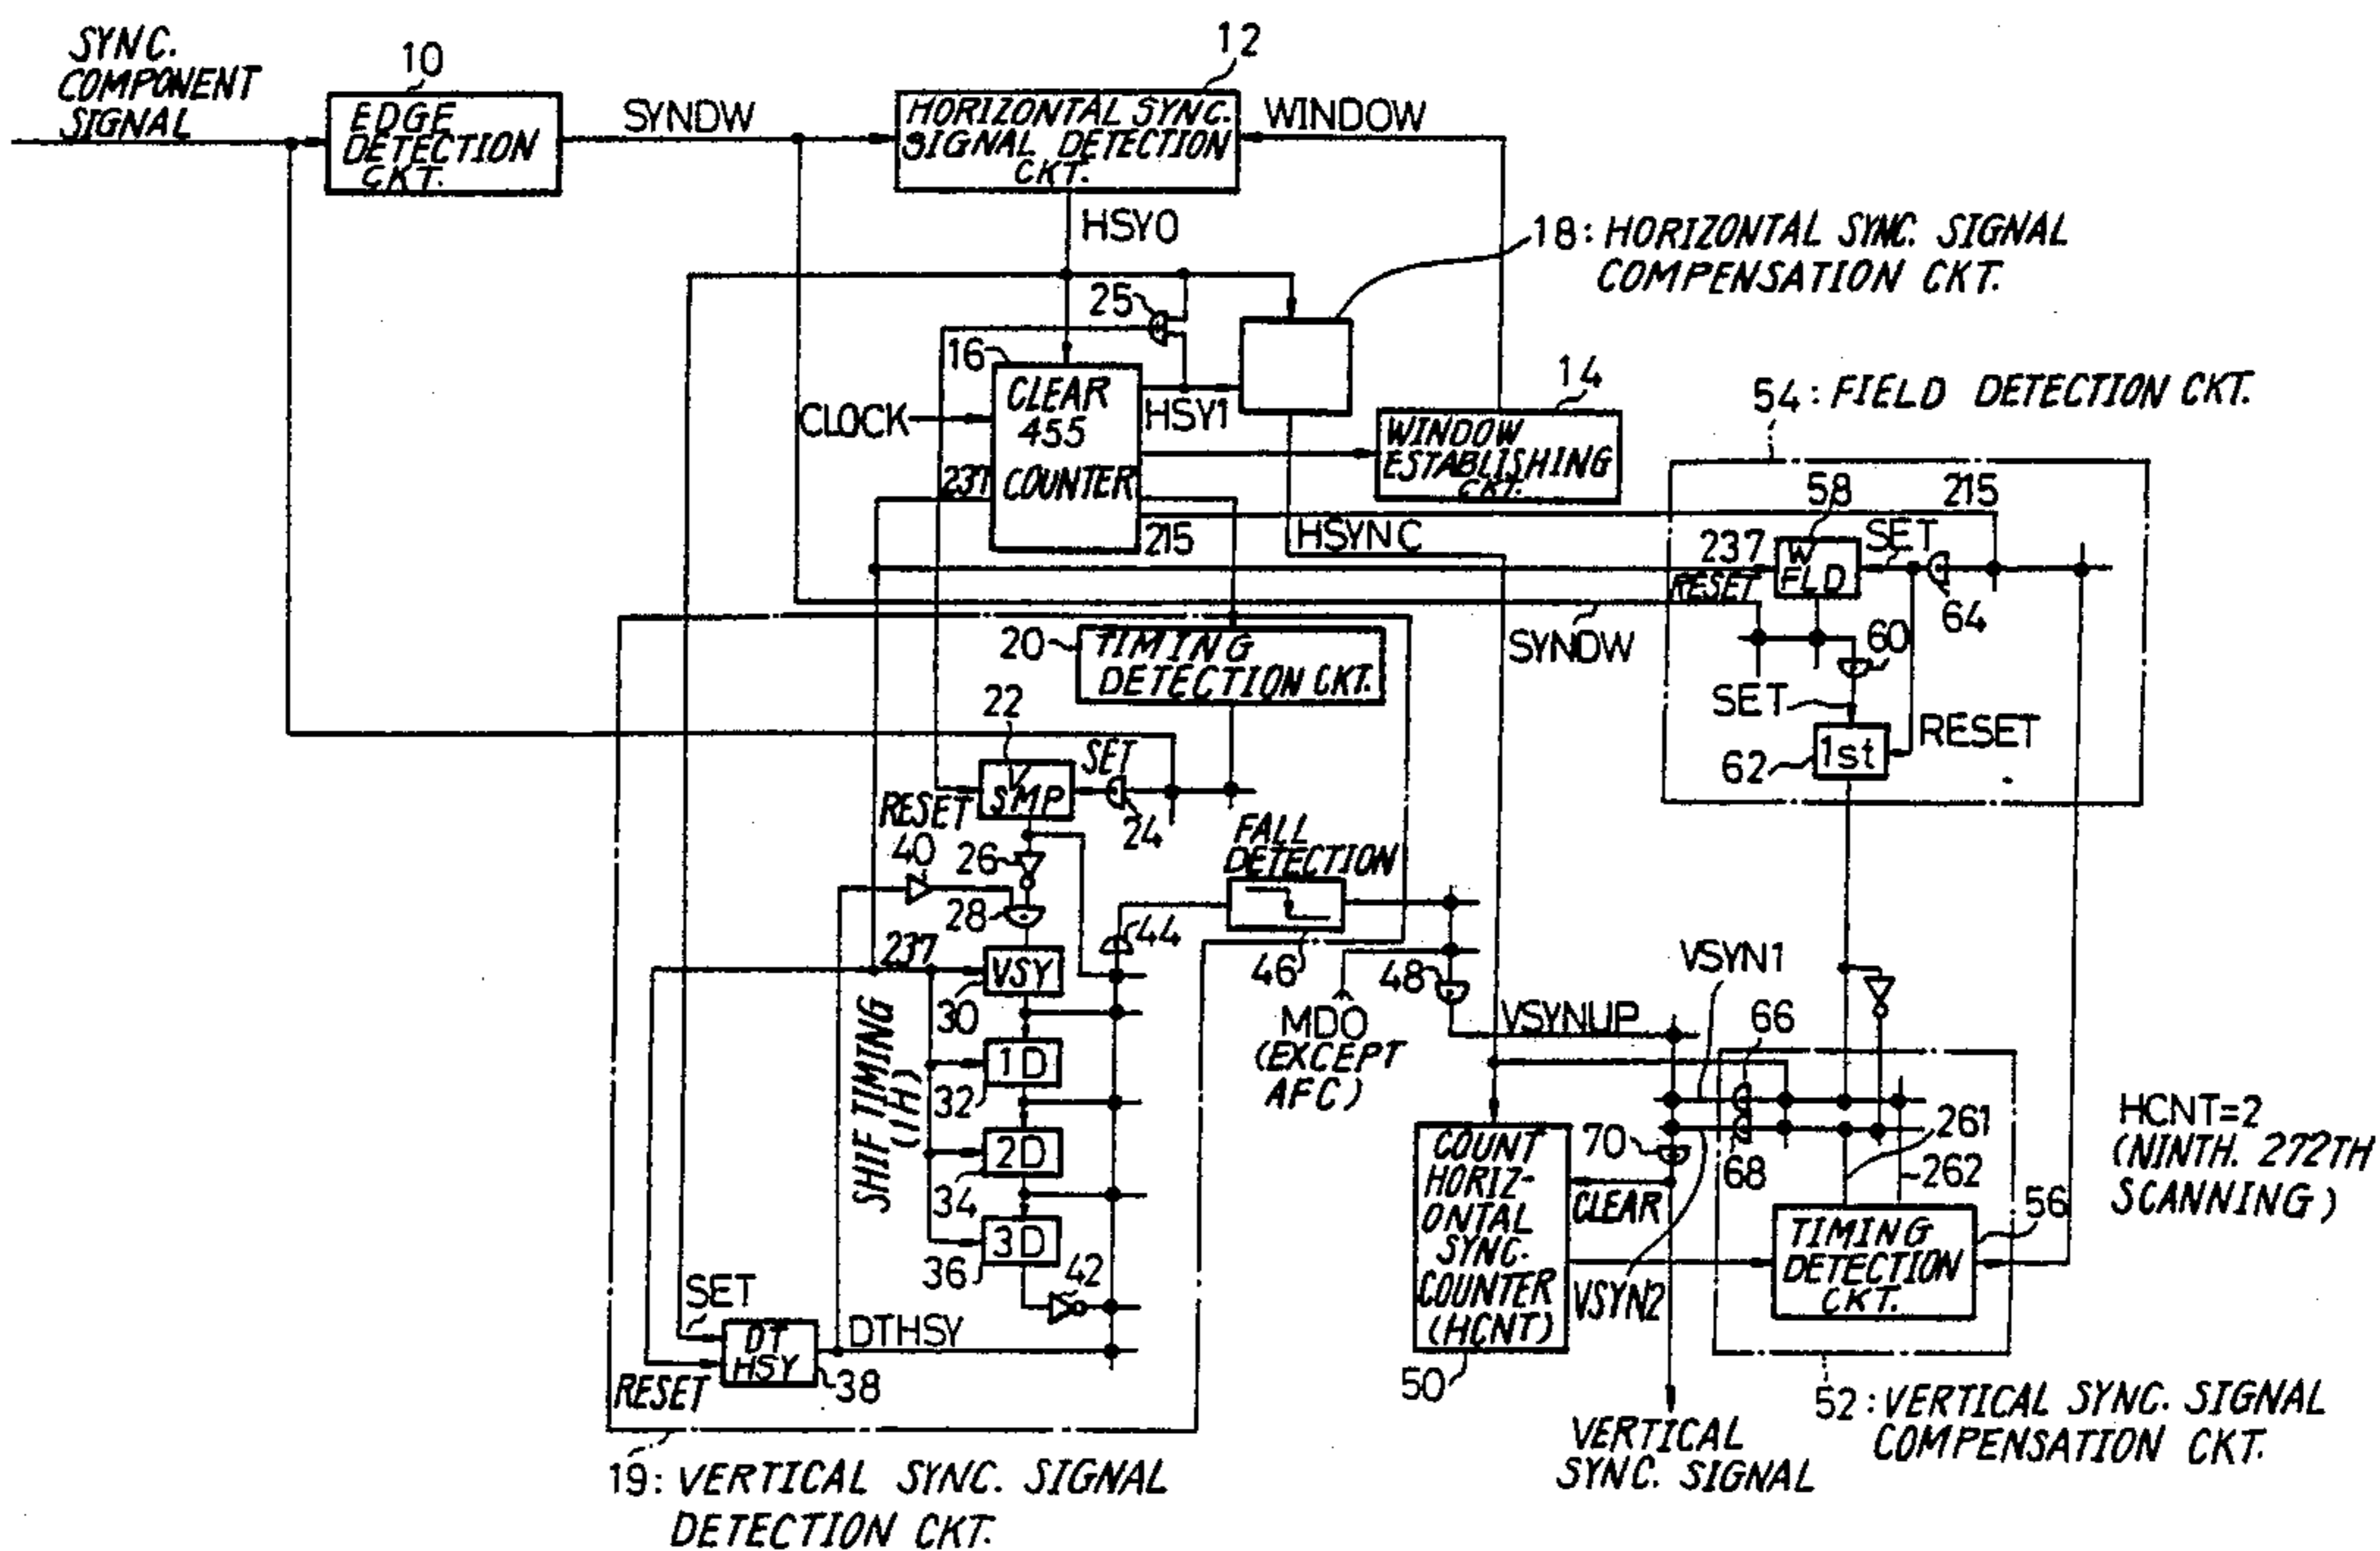 SYNC.
COMPONENT
SIGNAL
10
EDGE
DETECTION
CKT.
SYNDW
12
HORIZONTAL SYNC.
SIGNAL DETECTION
CKT.
WINDOW
HSY0
18: HORIZONTAL SYNC. SIGNAL
COMPENSATION CKT.
25
16
CLEAR
455
COUNTER
CLOCK
HSY1
237
215
14
WINDOW
ESTABLISHING
CKT.
HSYNC
54: FIELD DETECTION CKT.
58
215
237
W
FLD
SET
RESET
64
SYNDW
60
SET
RESET
62
1st
20
TIMING
DETECTION CKT.
22
V
SMP
SET
RESET
24
40
26
28
FALL
DETECTION
44
46
237
VSY
30
SHIF TIMING
(1H)
1D
32
2D
34
3D
36
42
MDO
(EXCEPT
AFC)
48
VSYNUP
VSYN1
66
68
70
261
262
HCNT=2
(NINTH. 272TH
SCANNING)
COUNT
HORIZ-
ONTAL
SYNC-
COUNTER
(HCNT)
50
CLEAR
VSYN2
TIMING
DETECTION
CKT.
56
SET
DT
HSY
DTHSY
RESET
38
52: VERTICAL SYNC. SIGNAL
COMPENSATION CKT.
VERTICAL
SYNC. SIGNAL
19: VERTICAL SYNC. SIGNAL
DETECTION CKT.